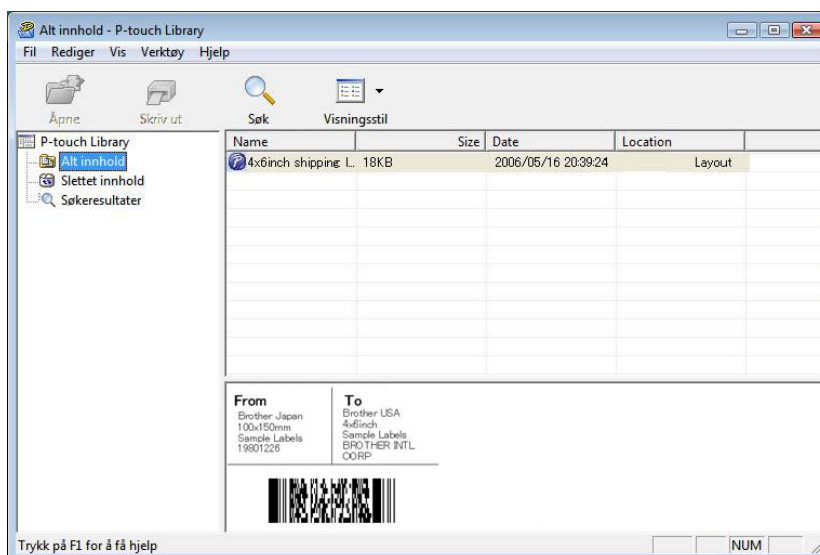 Alt innhold - P-touch Library
Fil Rediger Vis Verktøy Hjelp
Åpne Skriv ut Søk Visningsstil
P-touch Library
Alt innhold
Slettet innhold
Søkeresultater
Name Size Date Location
4x6inch shipping l... 18KB 2006/05/16 20:39:24 Layout
From
Brother Japan
100x150mm
Sample Labels
19801226
To
Brother USA
4x6inch
Sample Labels
BROTHER INTL
CORP
Trykk på F1 for å få hjelp
NUM